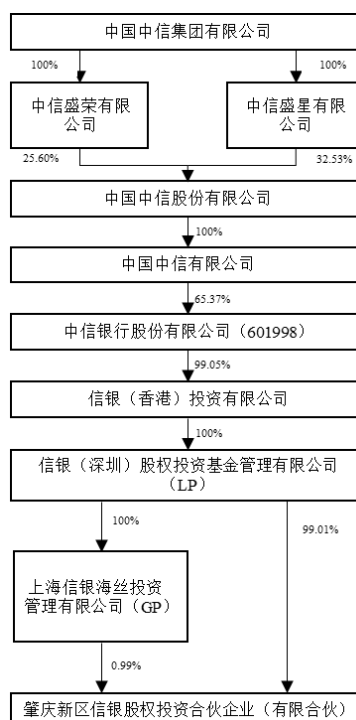 中国中信集团有限公司
100%
100%
中信盛荣有限
公司
中信盛星有限
公司
25.60%
32.53%
中国中信股份有限公司
100%
中国中信有限公司
65.37%
中信银行股份有限公司（601998）
99.05%
信银（香港）投资有限公司
100%
信银（深圳）股权投资基金管理有限公司
（LP）
100%
99.01%
上海信银海丝投资
管理有限公司（GP）
0.99%
肇庆新区信银股权投资合伙企业（有限合伙）